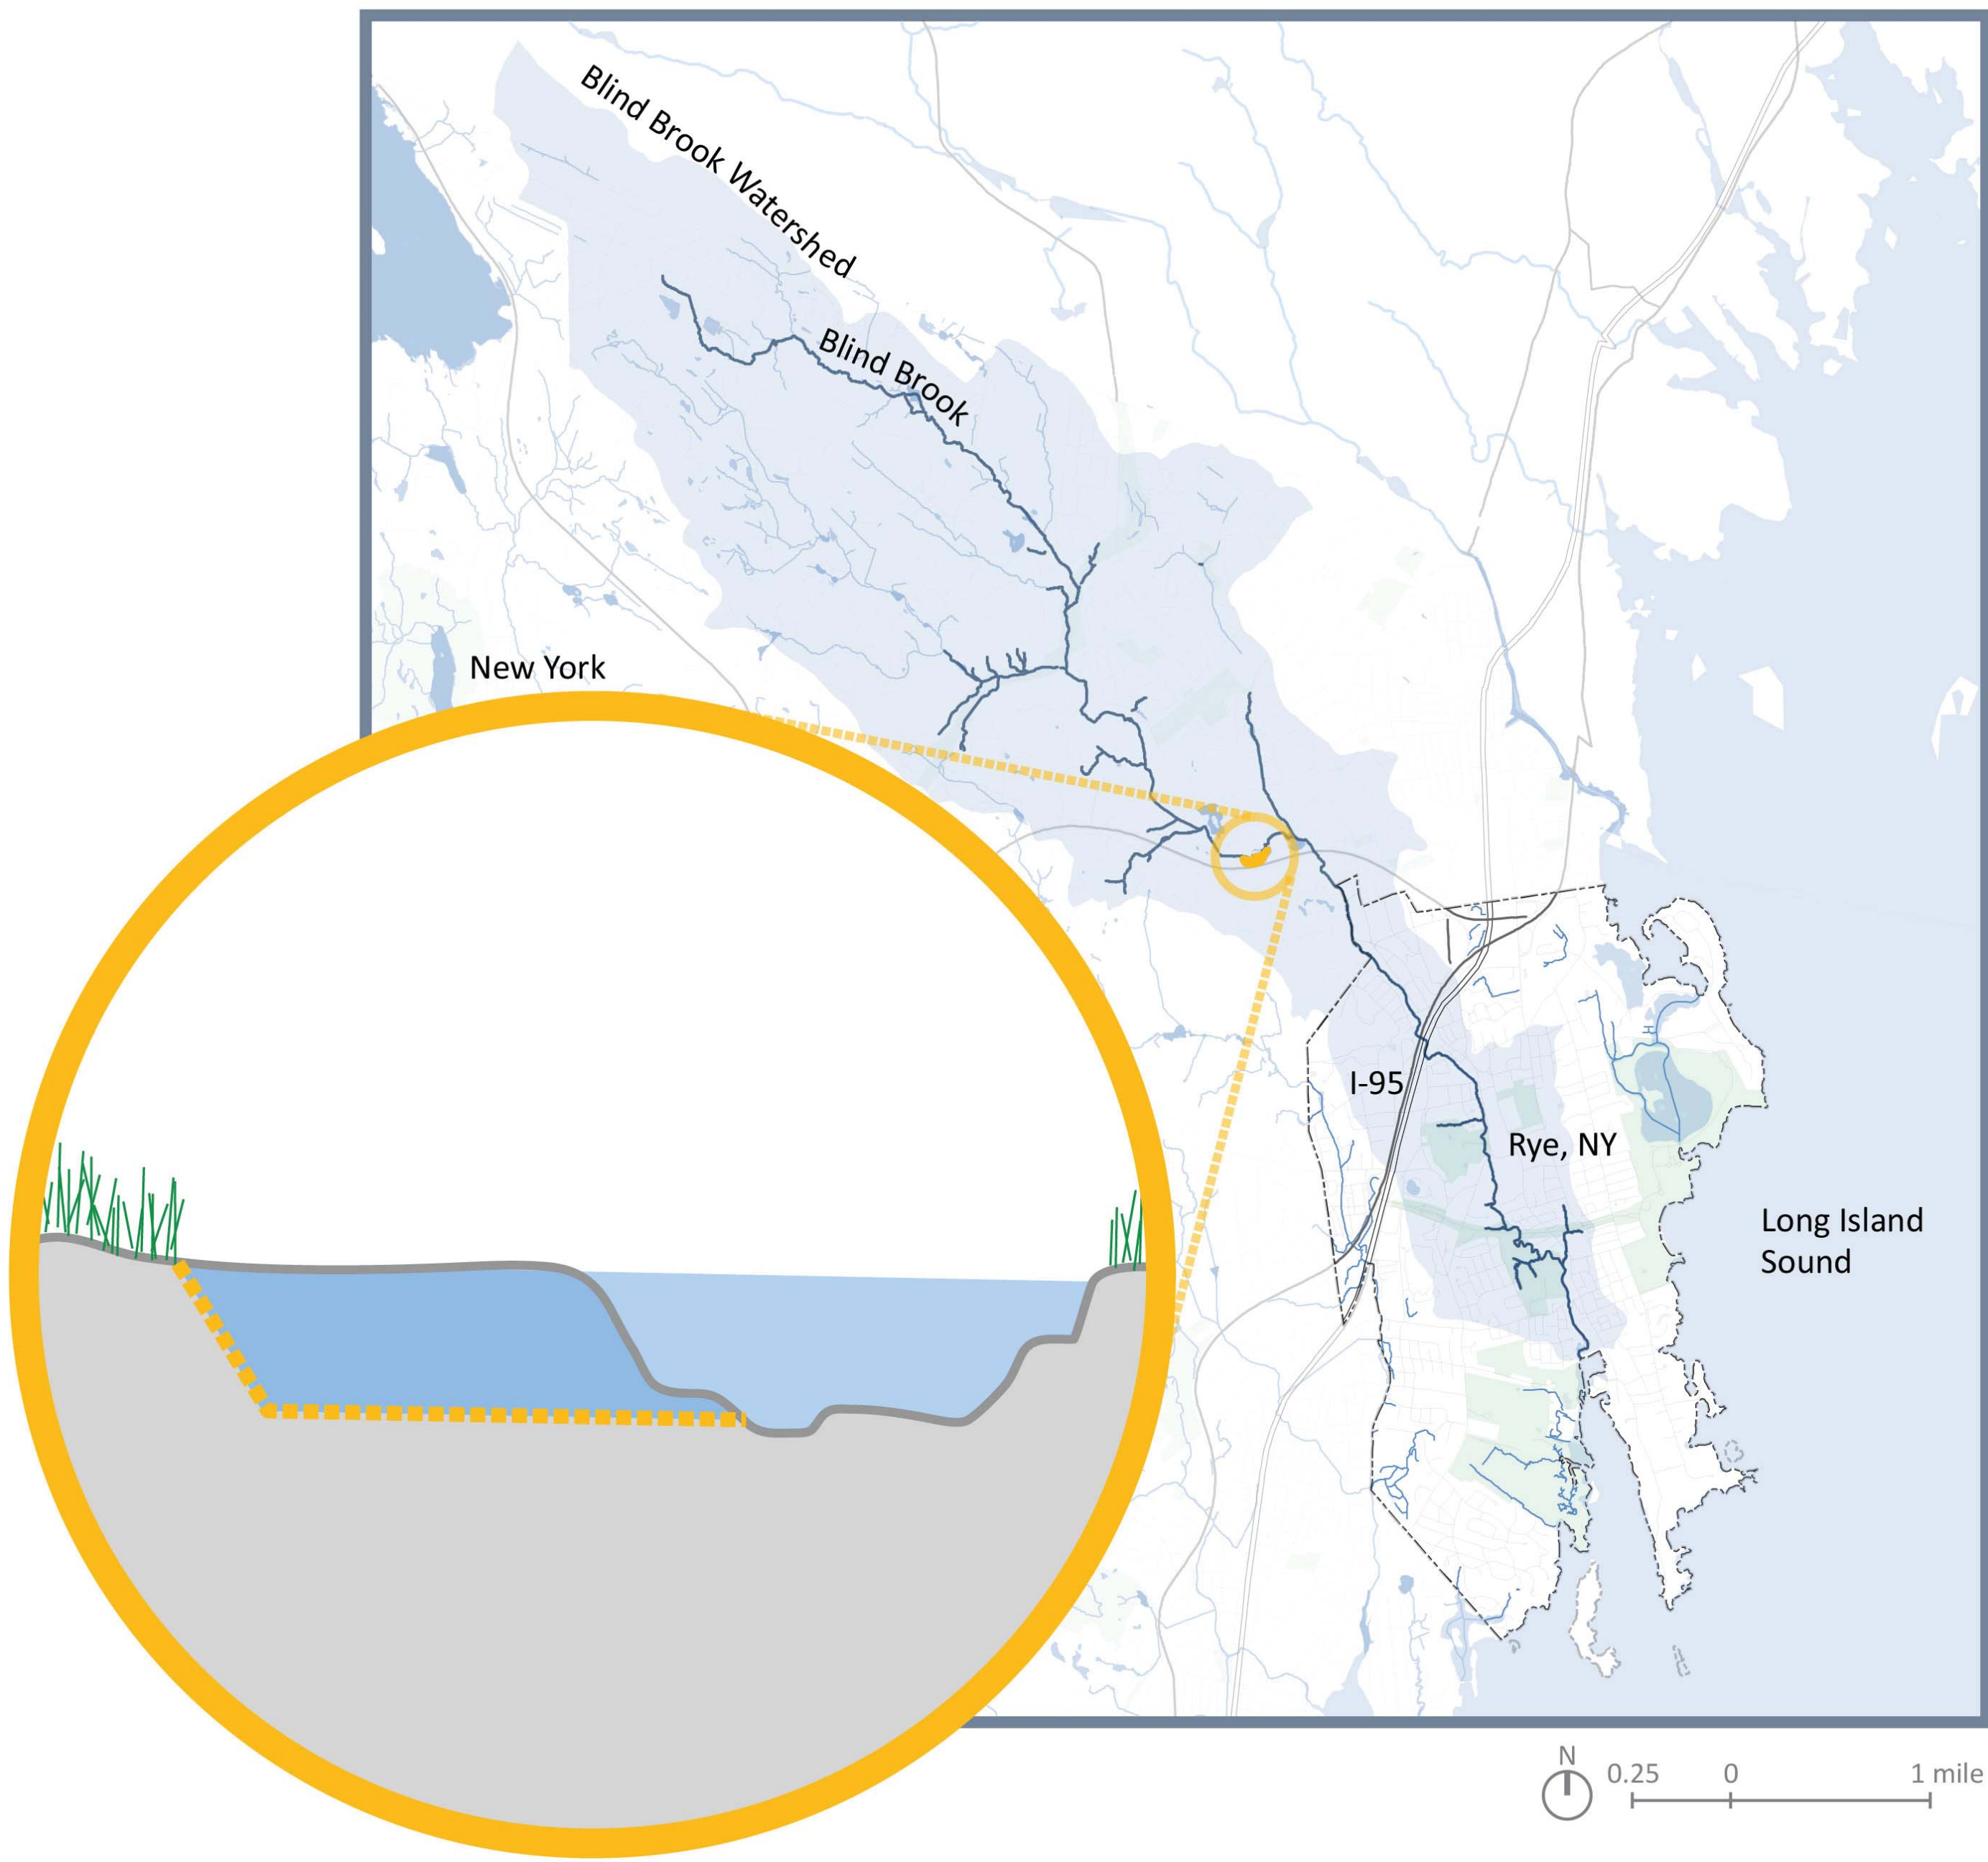 Blind Brook Watershed
Blind Brook
New York
I-95
Rye, NY
Long Island
Sound
N
0.25 0 1 mile